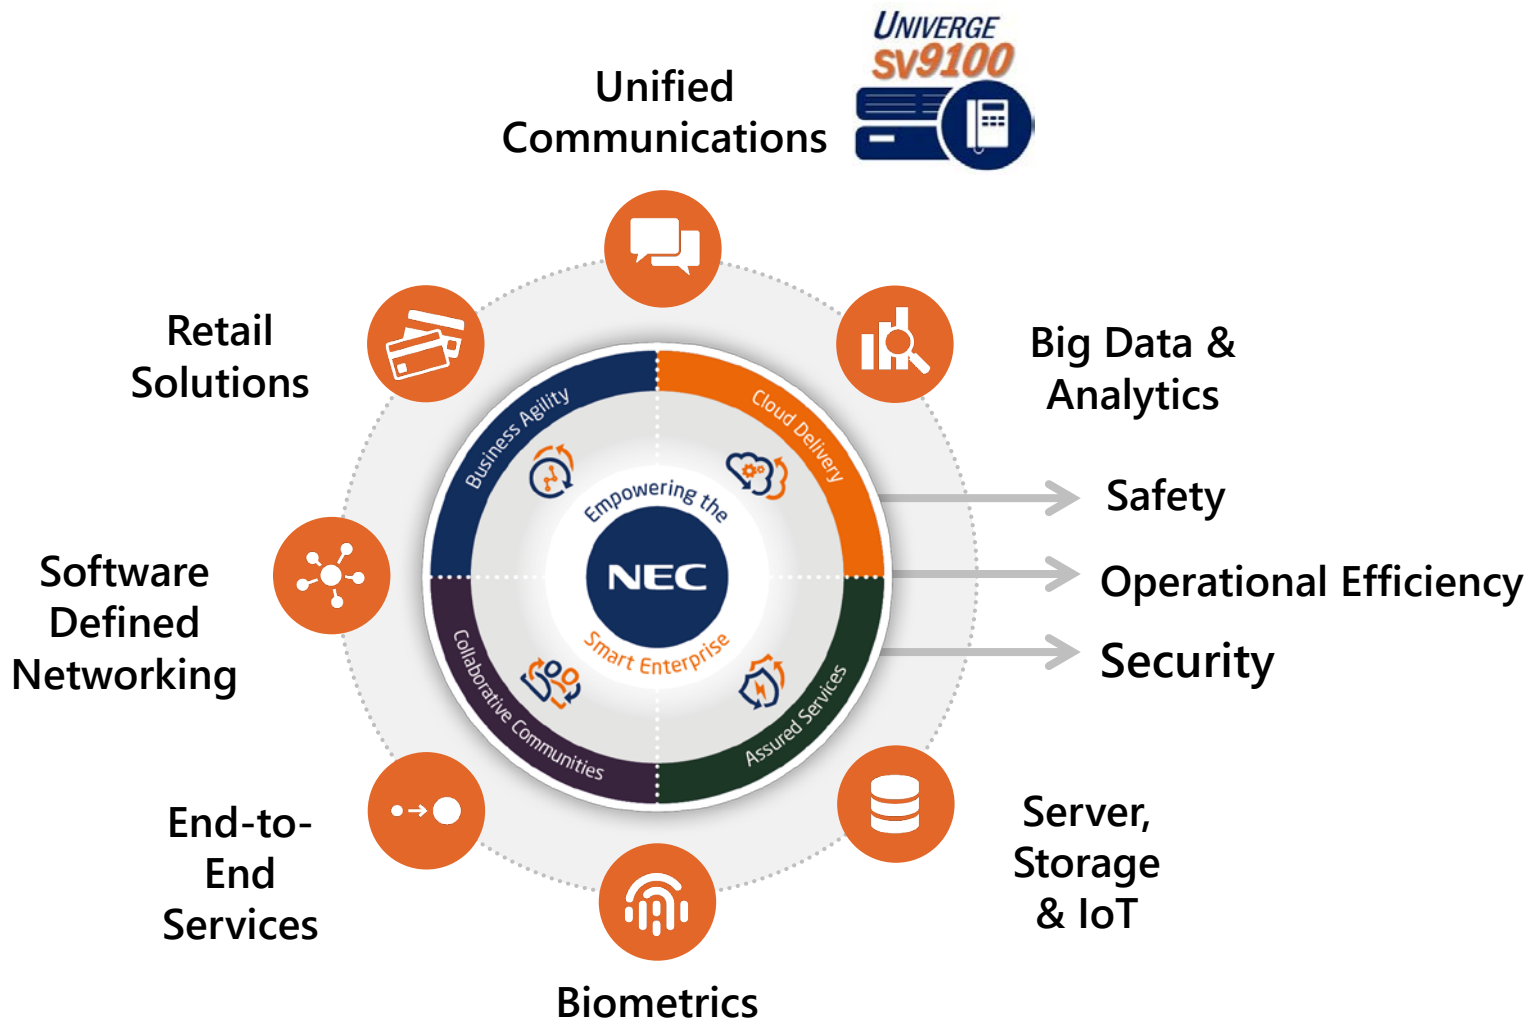 UNIVERGE
SV9100
Unified
Communications
Retail
Solutions
Big Data &
Analytics
Business Agility
Cloud Delivery
Empowering the
NEC
Smart Enterprise
Collaborative Communities
Assured Services
Safety
Operational Efficiency
Security
Software
Defined
Networking
End-to-
End
Services
Server,
Storage
& IoT
Biometrics